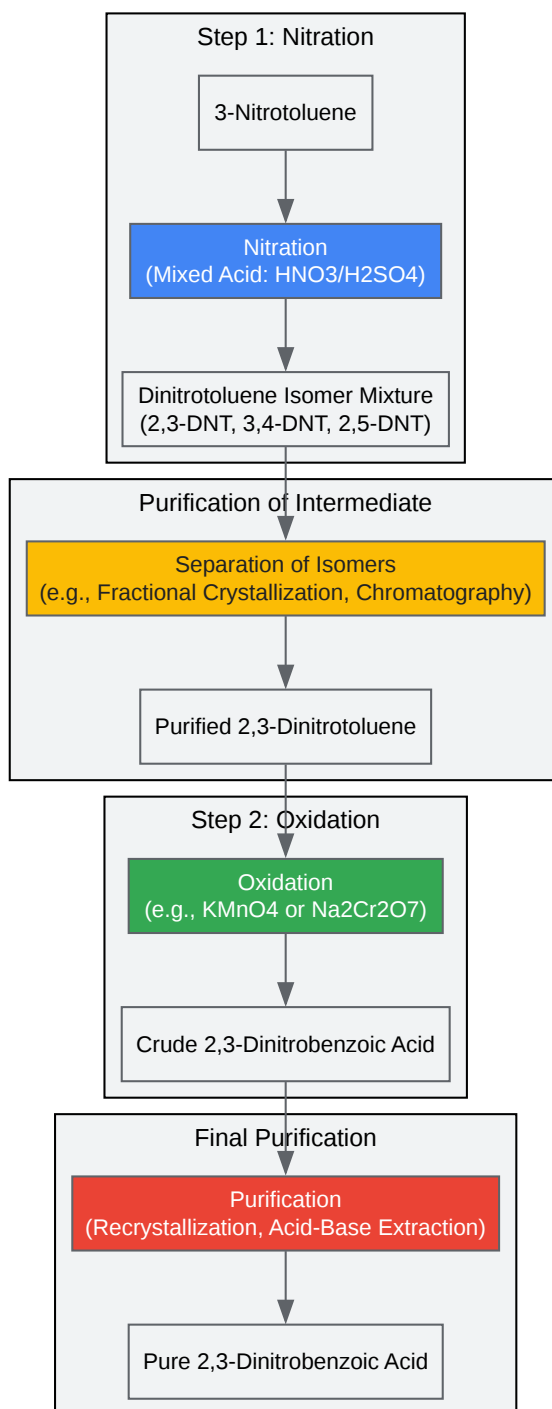 Step 1: Nitration
3-Nitrotoluene
Nitration
(Mixed Acid: HNO3/H2SO4)
Dinitrotoluene Isomer Mixture
(2,3-DNT, 3,4-DNT, 2,5-DNT)
Purification of Intermediate
Separation of Isomers
(e.g., Fractional Crystallization, Chromatography)
Purified 2,3-Dinitrotoluene
Step 2: Oxidation
Oxidation
(e.g., KMnO4 or Na2Cr2O7)
Crude 2,3-Dinitrobenzoic Acid
Final Purification
Purification
(Recrystallization, Acid-Base Extraction)
Pure 2,3-Dinitrobenzoic Acid